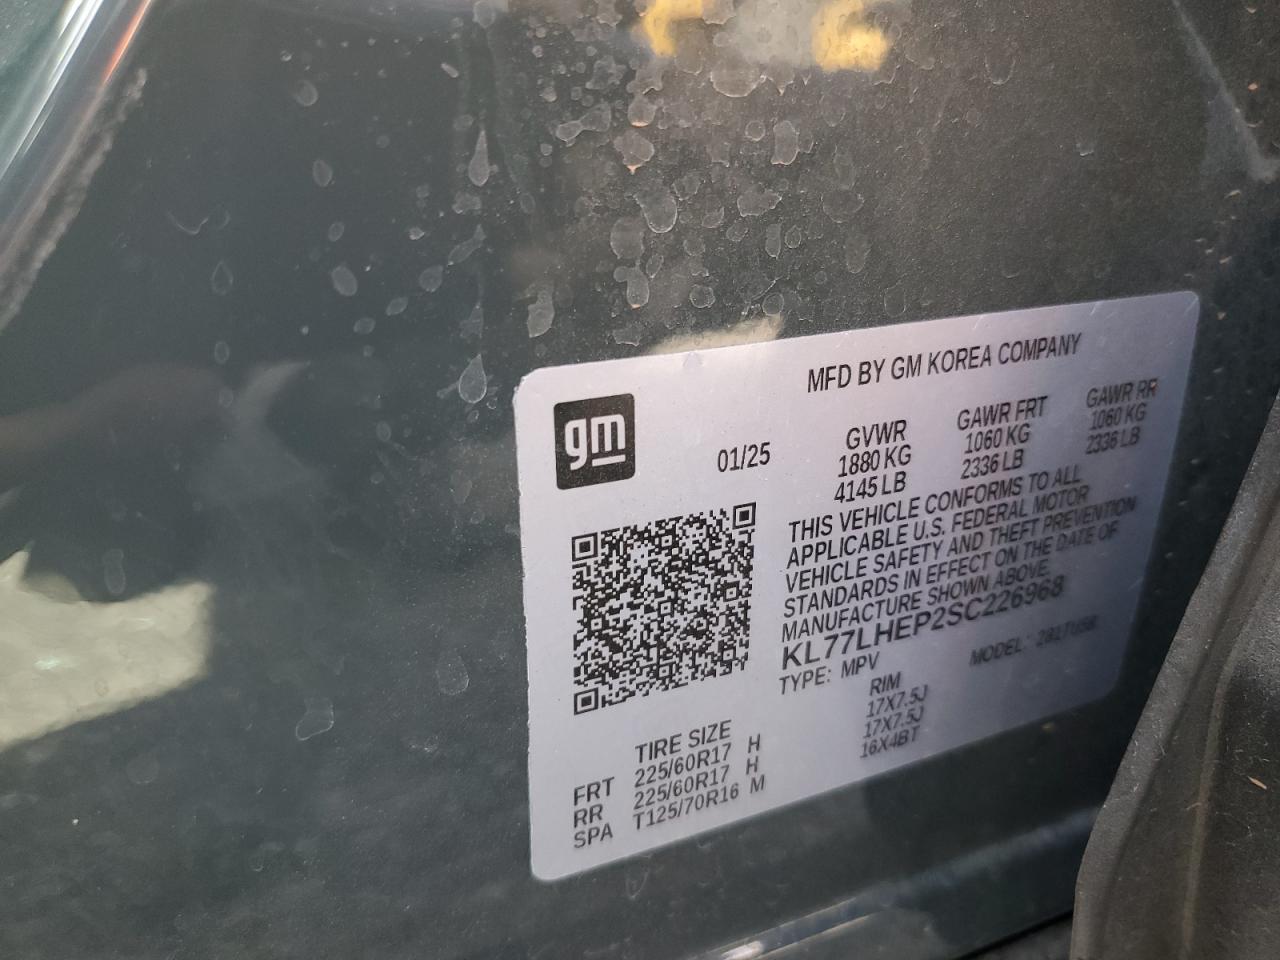 gm
MFD BY GM KOREA COMPANY
01/25
GVWR GAWR FRT GAWR RR
1880 KG 1060 KG 1060 KG
4145 LB 2336 LB 2336 LB
THIS VEHICLE CONFORMS TO ALL
APPLICABLE U.S. FEDERAL MOTOR
VEHICLE SAFETY AND THEFT PREVENTION
STANDARDS IN EFFECT ON THE DATE OF
MANUFACTURE SHOWN ABOVE.
KL77LHEP2SC226968
TYPE: MPV MODEL:
TIRE SIZE RIM
FRT 225/60R17 H 17X7.5J
RR 225/60R17 H 17X7.5J
SPA T125/70R16 M 16X4BT